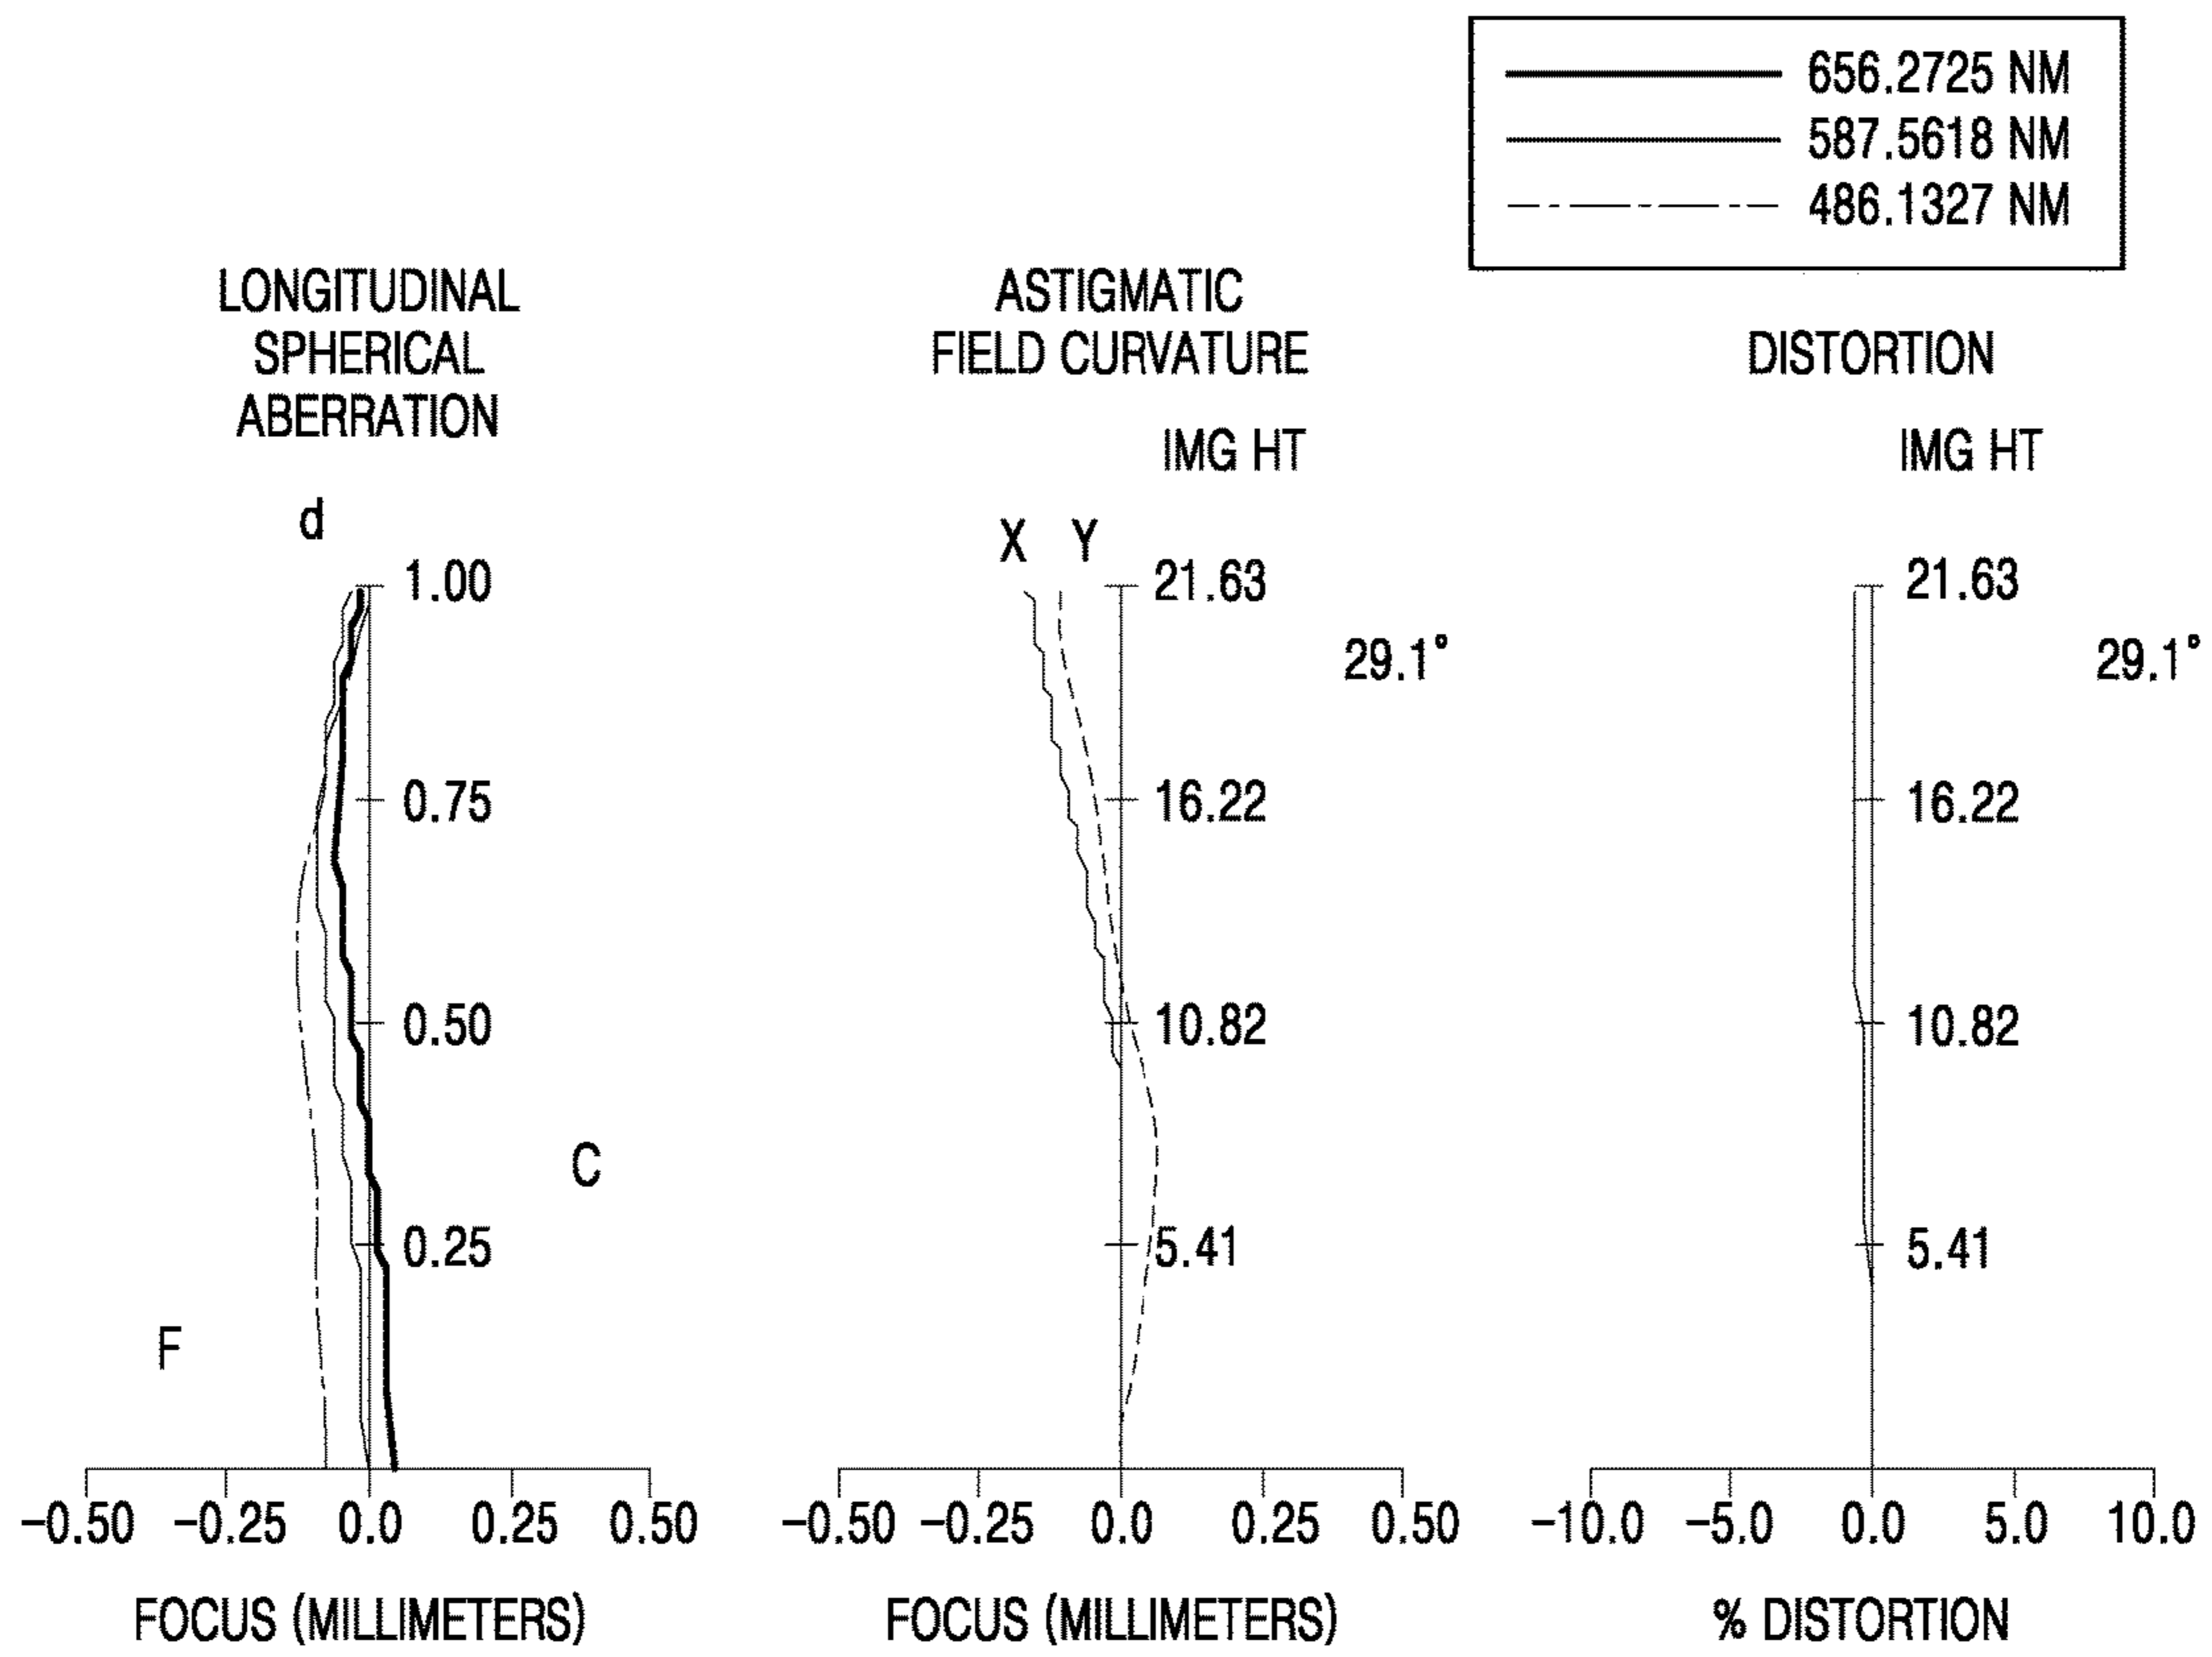 656.2725 NM
587.5618 NM
486.1327 NM
LONGITUDINAL
SPHERICAL
ABERRATION
d
1.00
0.75
0.50
0.25
C
F
−0.50 −0.25 0.0 0.25 0.50
FOCUS (MILLIMETERS)
ASTIGMATIC
FIELD CURVATURE
IMG HT
X Y
21.63
29.1°
16.22
10.82
5.41
−0.50 −0.25 0.0 0.25 0.50
FOCUS (MILLIMETERS)
DISTORTION
IMG HT
21.63
29.1°
16.22
10.82
5.41
−10.0 −5.0 0.0 5.0 10.0
% DISTORTION